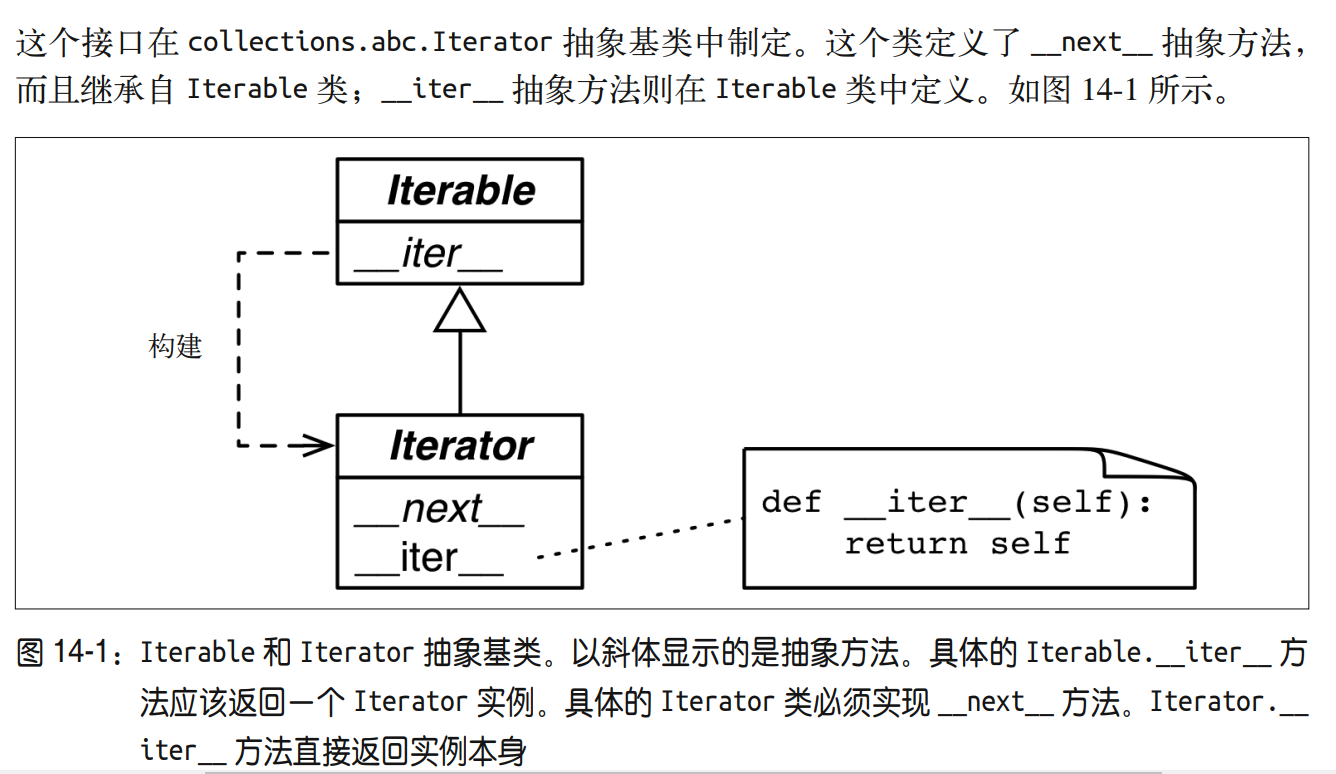 这个接口在 collections.abc.Iterator 抽象基类中制定。这个类定义了 __next__ 抽象方法，
而且继承自 Iterable 类；__iter__ 抽象方法则在 Iterable 类中定义。如图 14-1 所示。
Iterable
__iter__
构建
Iterator
__next__
__iter__
def __iter__(self):
    return self
图 14-1：Iterable 和 Iterator 抽象基类。以斜体显示的是抽象方法。具体的 Iterable.__iter__ 方
法应该返回一个 Iterator 实例。具体的 Iterator 类必须实现 __next__ 方法。Iterator.__
iter__ 方法直接返回实例本身